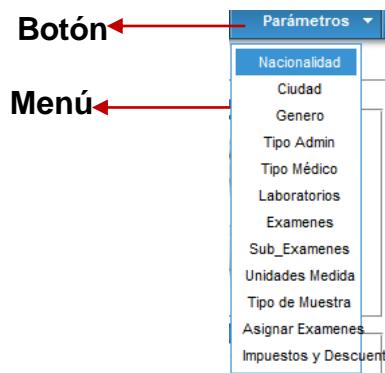 Botón
Parámetros
Menú
Nacionalidad
Ciudad
Genero
Tipo Admin
Tipo Médico
Laboratorios
Examenes
Sub_Examenes
Unidades Medida
Tipo de Muestra
Asignar Examenes
Impuestos y Descuent